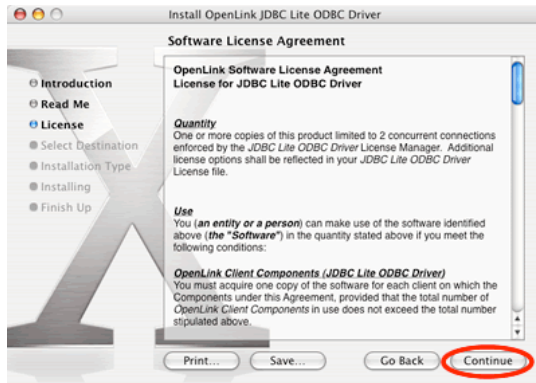 Install OpenLink JDBC Lite ODBC Driver
Software License Agreement
Introduction
Read Me
License
Select Destination
Installation Type
Installing
Finish Up
OpenLink Software License Agreement
License for JDBC Lite ODBC Driver
Quantity
One or more copies of this product limited to 2 concurrent connections
enforced by the JDBC Lite ODBC Driver License Manager. Additional
license options shall be reflected in your JDBC Lite ODBC Driver
License file.
Use
You (an entity or a person) can make use of the software identified
above (the "Software") in the quantity stated above if you meet the
following conditions:
OpenLink Client Components (JDBC Lite ODBC Driver)
You must acquire one copy of the software for each client on which the
Components under this Agreement, provided that the total number of
OpenLink Client Components in use does not exceed the total number
stipulated above.
Print... Save... Go Back Continue